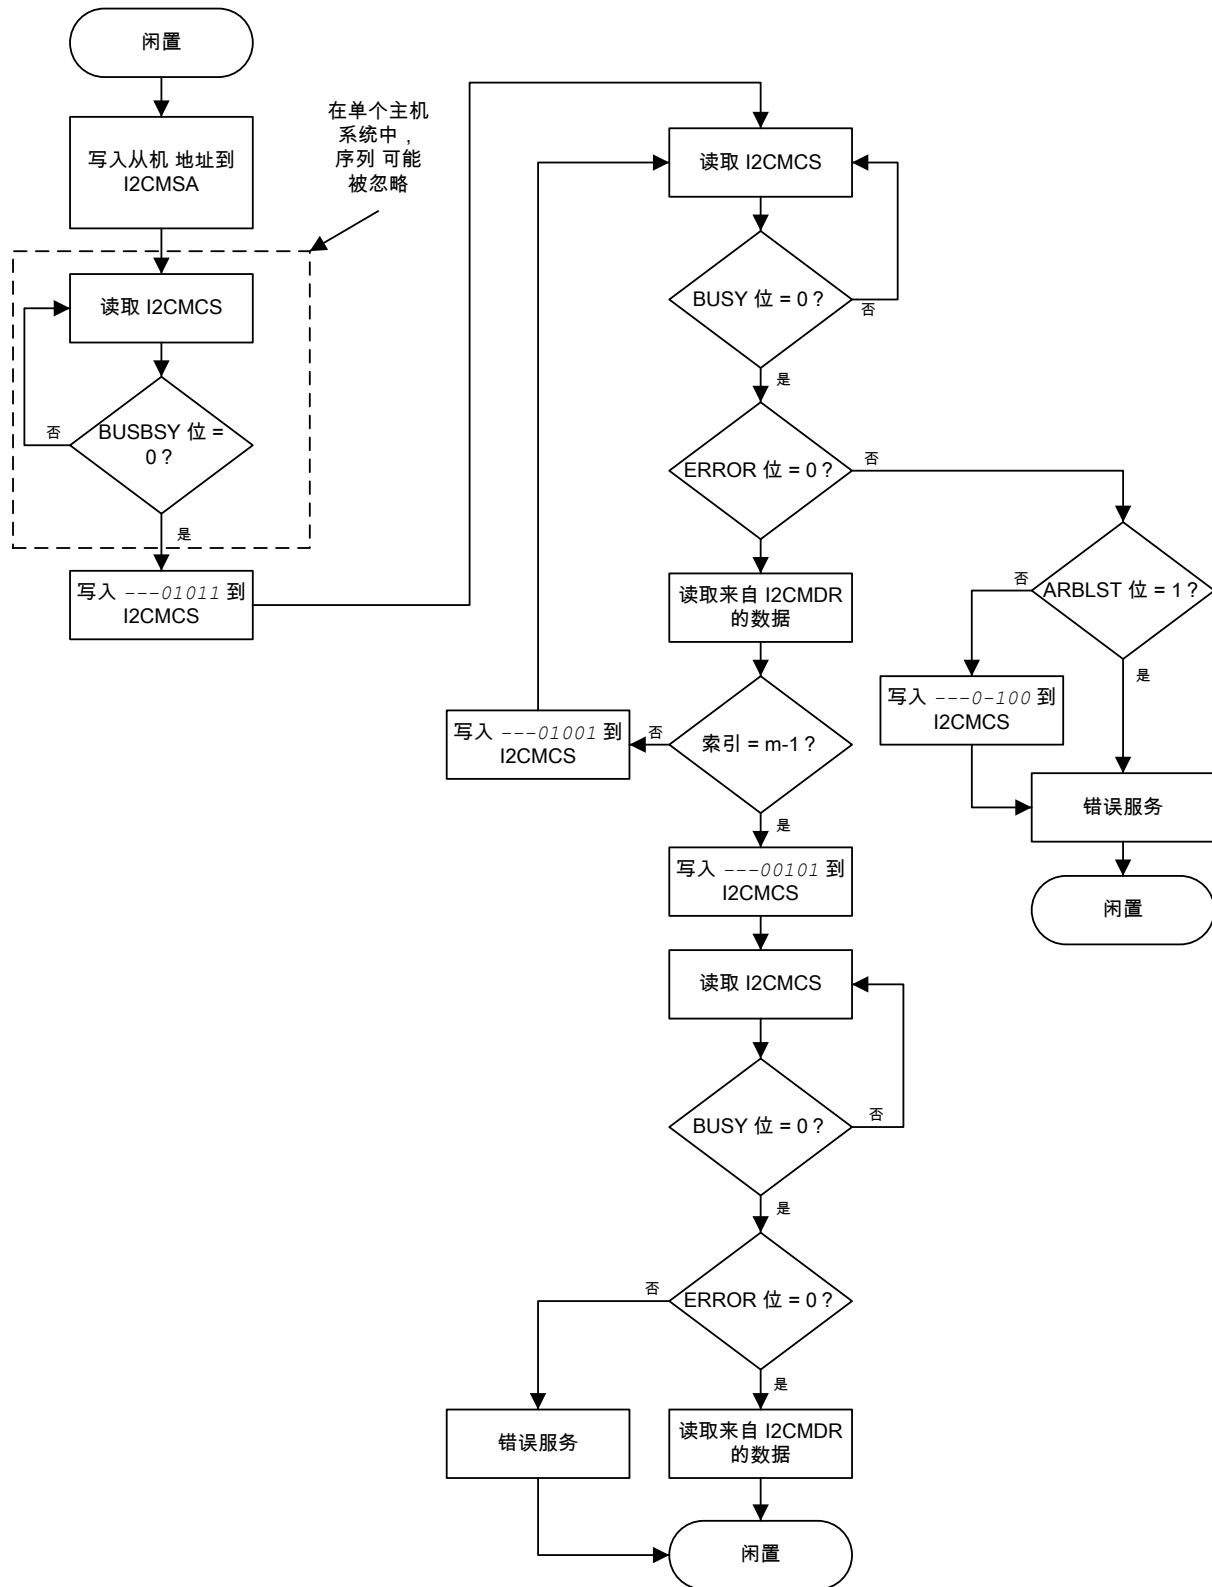 闲置
写入从机 地址到
I2CMSA
在单个主机
系统中，
序列 可能
被忽略
读取 I2CMCS
BUSBSY 位 =
0？
否
是
写入 ---01011 到
I2CMCS
读取 I2CMCS
BUSY 位 = 0？
否
是
ERROR 位 = 0？
否
读取来自 I2CMDR
的数据
ARBLST 位 = 1？
否
是
写入 ---0-100 到
I2CMCS
错误服务
闲置
索引 = m-1？
否
写入 ---01001 到
I2CMCS
是
写入 ---00101 到
I2CMCS
读取 I2CMCS
BUSY 位 = 0？
否
是
ERROR 位 = 0？
否
是
错误服务
读取来自 I2CMDR
的数据
闲置